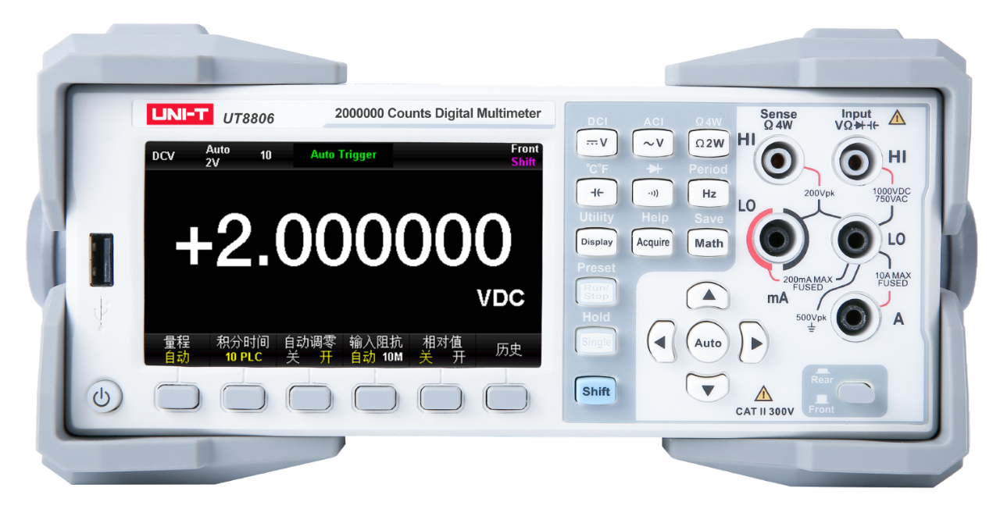 UNI-T UT8806 2000000 Counts Digital Multimeter
DCV Auto 2V 10 Auto Trigger Front Shift
+2.000000
VDC
量程 积分时间 自动调零 输入阻抗 相对值 历史
自动 10 PLC 关 开 自动 10M 关 开
DCI ACI Ω 4W
V V Ω 2W
°C°F Period
Hz
Utility Help Save
Display Acquire Math
Preset
Run/
Stop
Hold
Single
Shift
Auto
Sense
Ω 4W
Input
VΩ
HI HI
200Vpk
1000VDC
750VAC
LO LO
200mA MAX
FUSED
10A MAX
FUSED
mA
500Vpk
A
CAT II 300V
Rear
Front